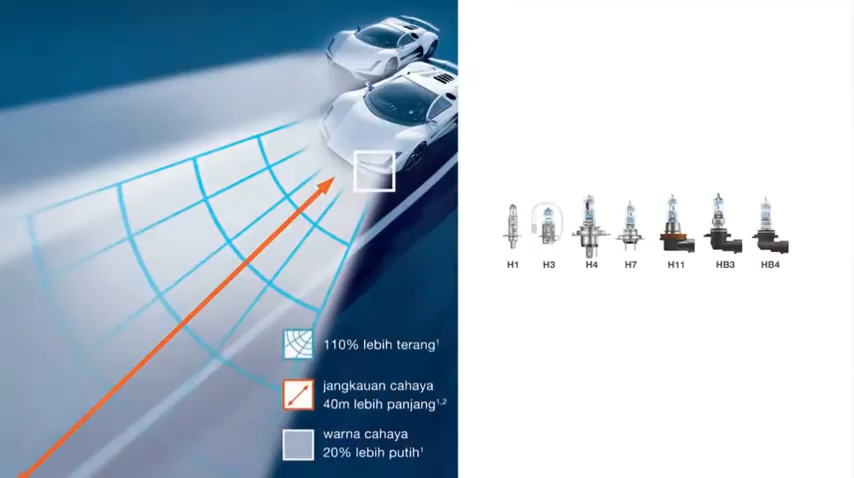 110% lebih terang¹
jangkauan cahaya
40m lebih panjang¹,²
warna cahaya
20% lebih putih¹
H1 H3 H4 H7 H11 HB3 HB4